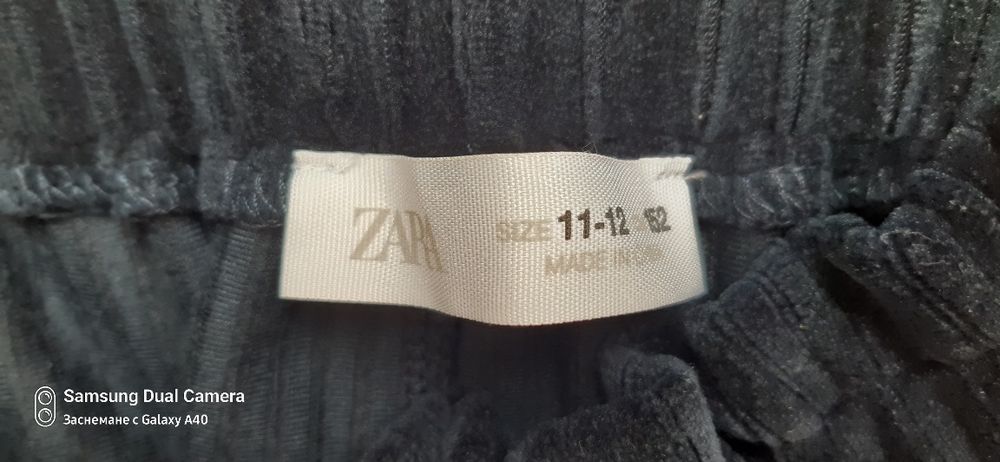 ZARA
SIZE 11-12 152
MADE IN
Samsung Dual Camera
Заснемане с Galaxy A40